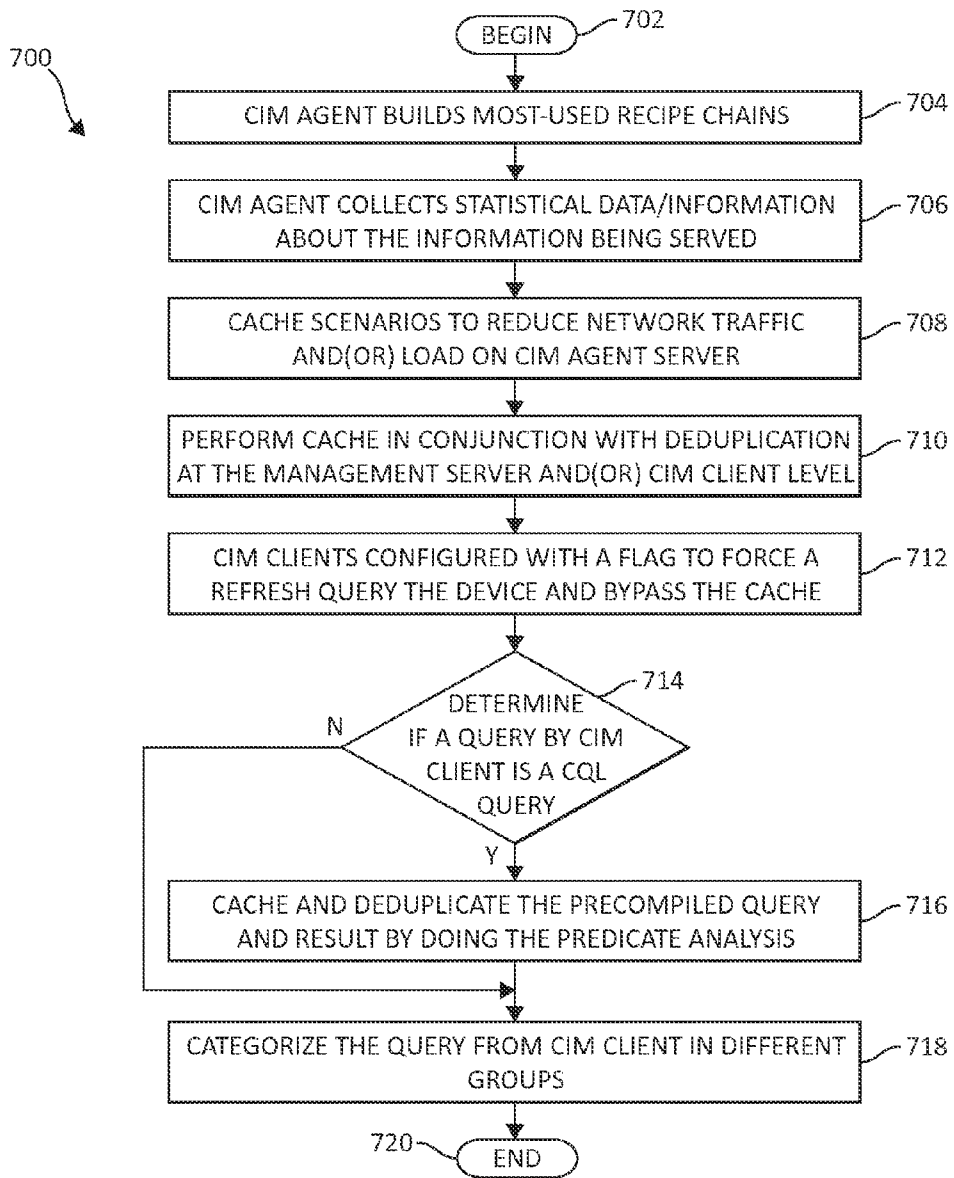 700
BEGIN
702
CIM AGENT BUILDS MOST-USED RECIPE CHAINS
704
CIM AGENT COLLECTS STATISTICAL DATA/INFORMATION
ABOUT THE INFORMATION BEING SERVED
706
CACHE SCENARIOS TO REDUCE NETWORK TRAFFIC
AND(OR) LOAD ON CIM AGENT SERVER
708
PERFORM CACHE IN CONJUNCTION WITH DEDUPLICATION
AT THE MANAGEMENT SERVER AND(OR) CIM CLIENT LEVEL
710
CIM CLIENTS CONFIGURED WITH A FLAG TO FORCE A
REFRESH QUERY THE DEVICE AND BYPASS THE CACHE
712
DETERMINE
IF A QUERY BY CIM
CLIENT IS A CQL
QUERY
714
N
Y
CACHE AND DEDUPLICATE THE PRECOMPILED QUERY
AND RESULT BY DOING THE PREDICATE ANALYSIS
716
CATEGORIZE THE QUERY FROM CIM CLIENT IN DIFFERENT
GROUPS
718
720
END